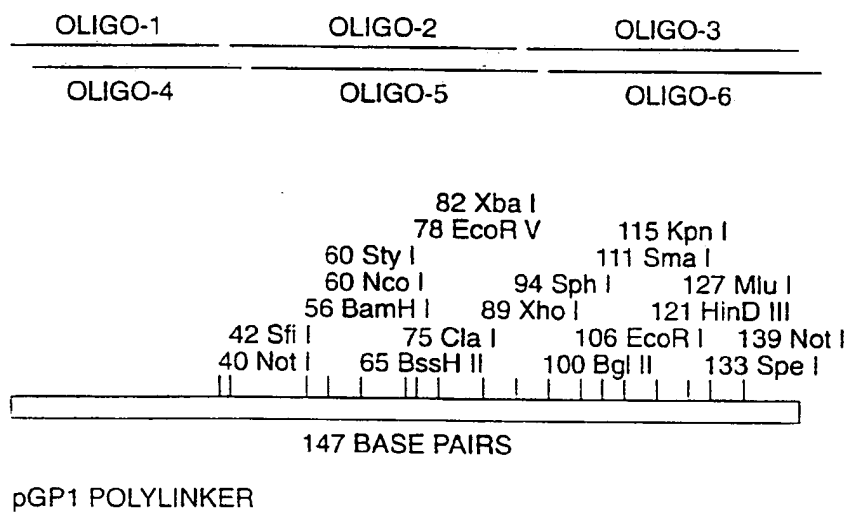 OLIGO-1 OLIGO-2 OLIGO-3
OLIGO-4 OLIGO-5 OLIGO-6
82 Xba I
78 EcoR V 115 Kpn I
60 Sty I 111 Sma I
60 Nco I 94 Sph I 127 Mlu I
56 BamH I 89 Xho I 121 HinD III
42 Sfi I 75 Cla I 106 EcoR I 139 Not I
40 Not I 65 BssH II 100 Bgl II 133 Spe I
147 BASE PAIRS
pGP1 POLYLINKER